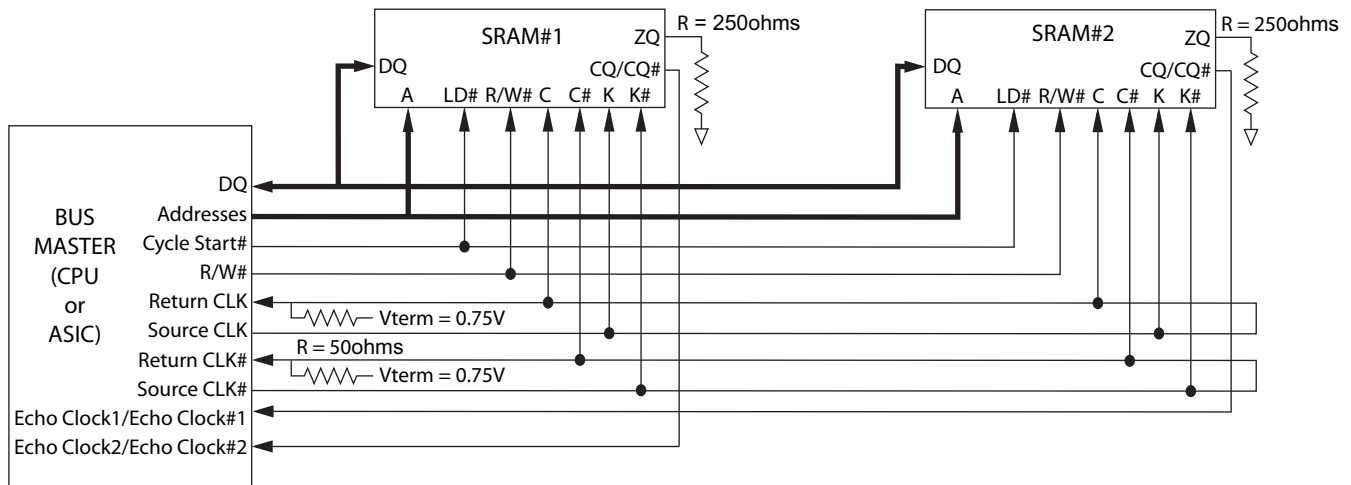 SRAM#1
ZQ
R = 250ohms
DQ
CQ/CQ#
A LD# R/W# C C# K K#
SRAM#2
ZQ
R = 250ohms
DQ
CQ/CQ#
A LD# R/W# C C# K K#
BUS
MASTER
(CPU
or
ASIC)
DQ
Addresses
Cycle Start#
R/W#
Return CLK
Source CLK
Return CLK#
Source CLK#
Echo Clock1/Echo Clock#1
Echo Clock2/Echo Clock#2
Vterm = 0.75V
R = 50ohms
Vterm = 0.75V